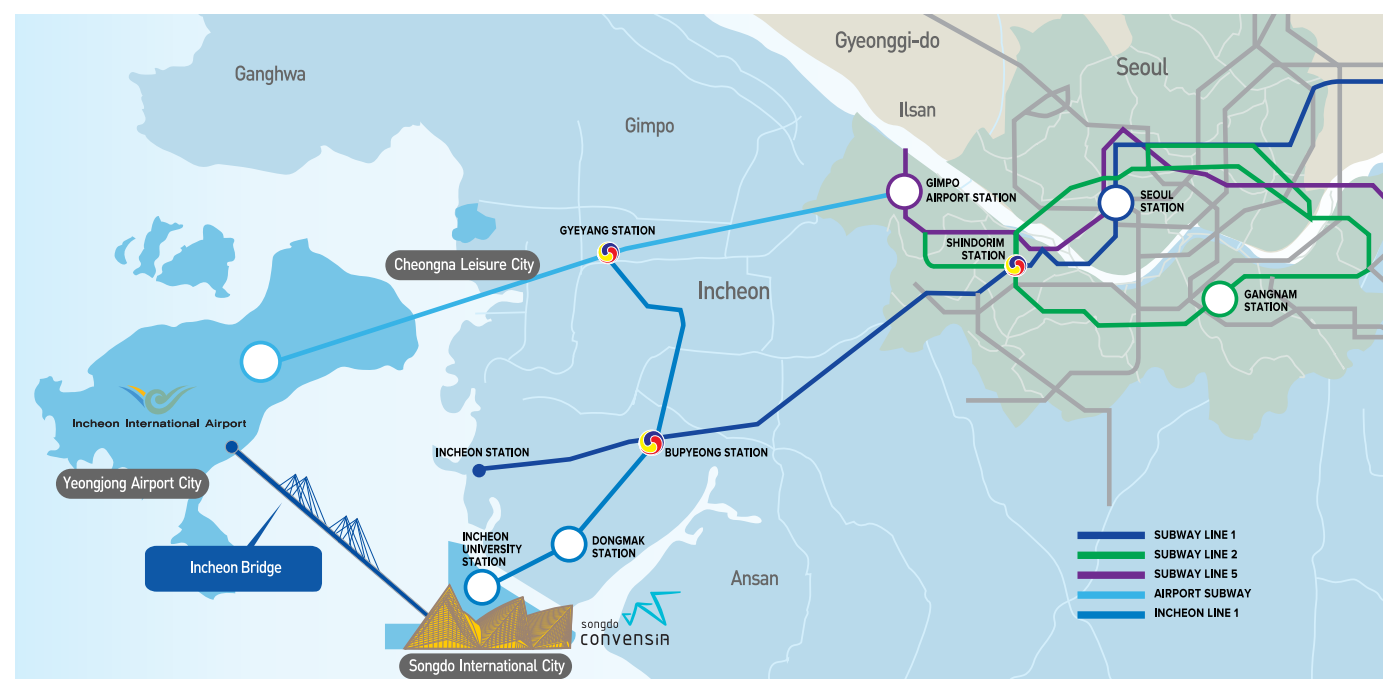 Gyeonggi-do
Seoul
Ganghwa
Ilsan
Gimpo
GIMPO
AIRPORT STATION
SEOUL
STATION
GYEYANG STATION
SHINDORIM
STATION
Cheongna Leisure City
Incheon
GANGNAM
STATION
Incheon International Airport
INCHEON STATION
BUPYEONG STATION
Yeongjong Airport City
INCHEON
UNIVERSITY
STATION
DONGMAK
STATION
Incheon Bridge
Ansan
SUBWAY LINE 1
SUBWAY LINE 2
SUBWAY LINE 5
AIRPORT SUBWAY
INCHEON LINE 1
songdo
convensia
Songdo International City